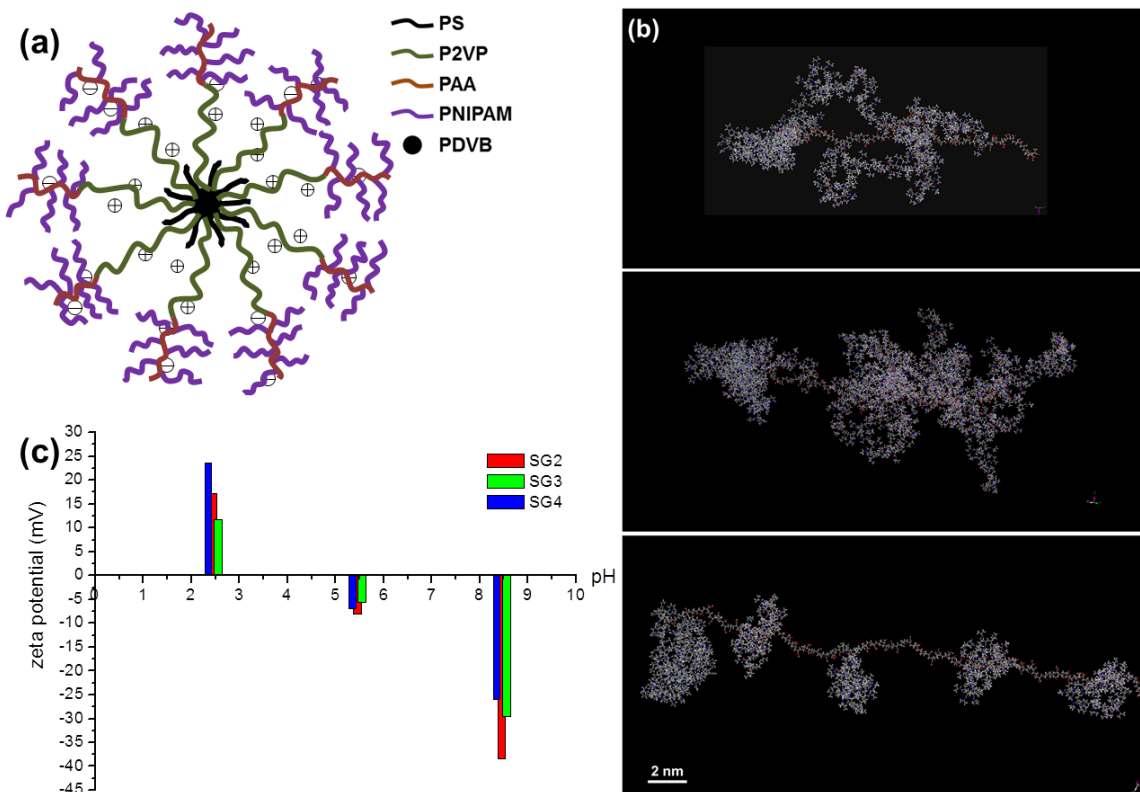 (a)
PS
P2VP
PAA
PNIPAM
PDVB
(b)
(c)
30
25
20
15
10
5
0
-5
-10
-15
-20
-25
-30
-35
-40
-45
zeta potential (mV)
0 1 2 3 4 5 6 7 8 9 10
pH
SG2
SG3
SG4
2 nm